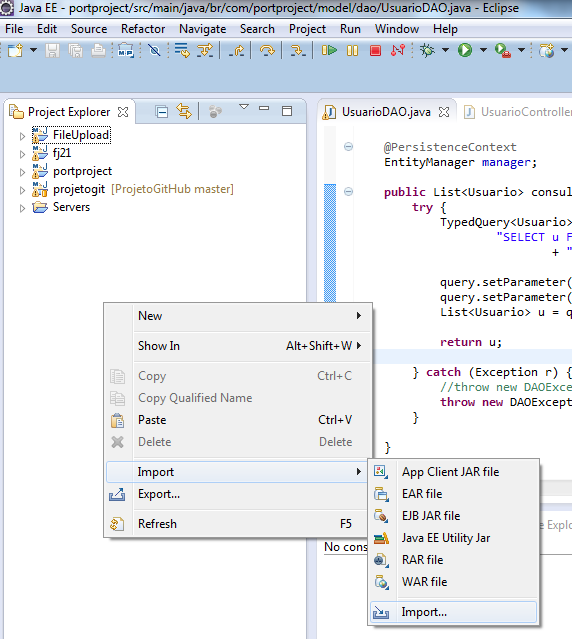 Java EE - portproject/src/main/java/br/com/portproject/model/dao/UsuarioDAO.java - Eclipse
File Edit Source Refactor Navigate Search Project Run Window Help
Project Explorer
UsuarioDAO.java
UsuarioController
FileUpload
fj21
portproject
projetogit [ProjetoGitHub master]
Servers
@PersistenceContext
EntityManager manager;
public List<Usuario> consul
try {
TypedQuery<Usuario>
"SELECT u F
+ "
query.setParameter(
query.setParameter(
List<Usuario> u = q
return u;
} catch (Exception r) {
//throw new DAOExce
throw new DAOExcept
}
}
New
Show In Alt+Shift+W
Copy Ctrl+C
Copy Qualified Name
Paste Ctrl+V
Delete Delete
Import
Export...
Refresh F5
App Client JAR file
EAR file
EJB JAR file
Java EE Utility Jar
RAR file
WAR file
Import...
e Explo
No cons